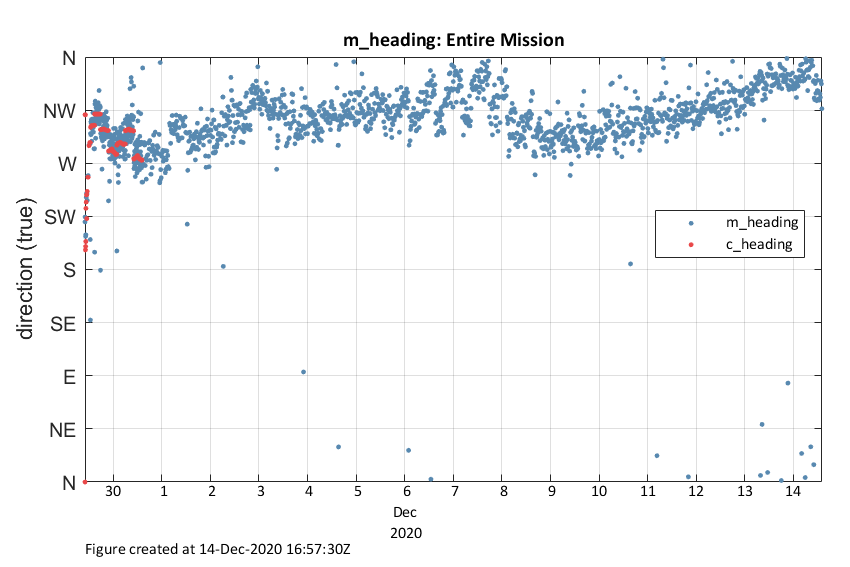 m_heading: Entire Mission
N
NW
W
SW
S
SE
E
NE
N
direction (true)
m_heading
c_heading
30 1 2 3 4 5 6 7 8 9 10 11 12 13 14
Dec
2020
Figure created at 14-Dec-2020 16:57:30Z